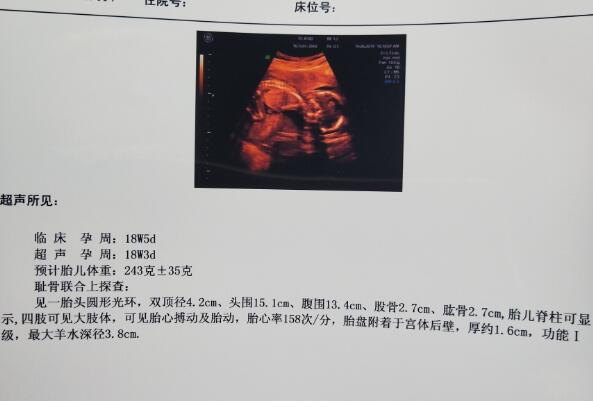 住院号：
床位号：
超声所见：
临床孕周：18W5d
超声孕周：18W3d
预计胎儿体重：243克±35克
耻骨联合上探查：
见一胎头圆形光环，双顶径4.2cm、头围15.1cm、腹围13.4cm、股骨2.7cm、肱骨2.7cm,胎儿脊柱可显
示,四肢可见大肢体，可见胎心搏动及胎动，胎心率158次/分，胎盘附着于宫体后壁，厚约1.6cm，功能Ⅰ
级，最大羊水深径3.8cm.